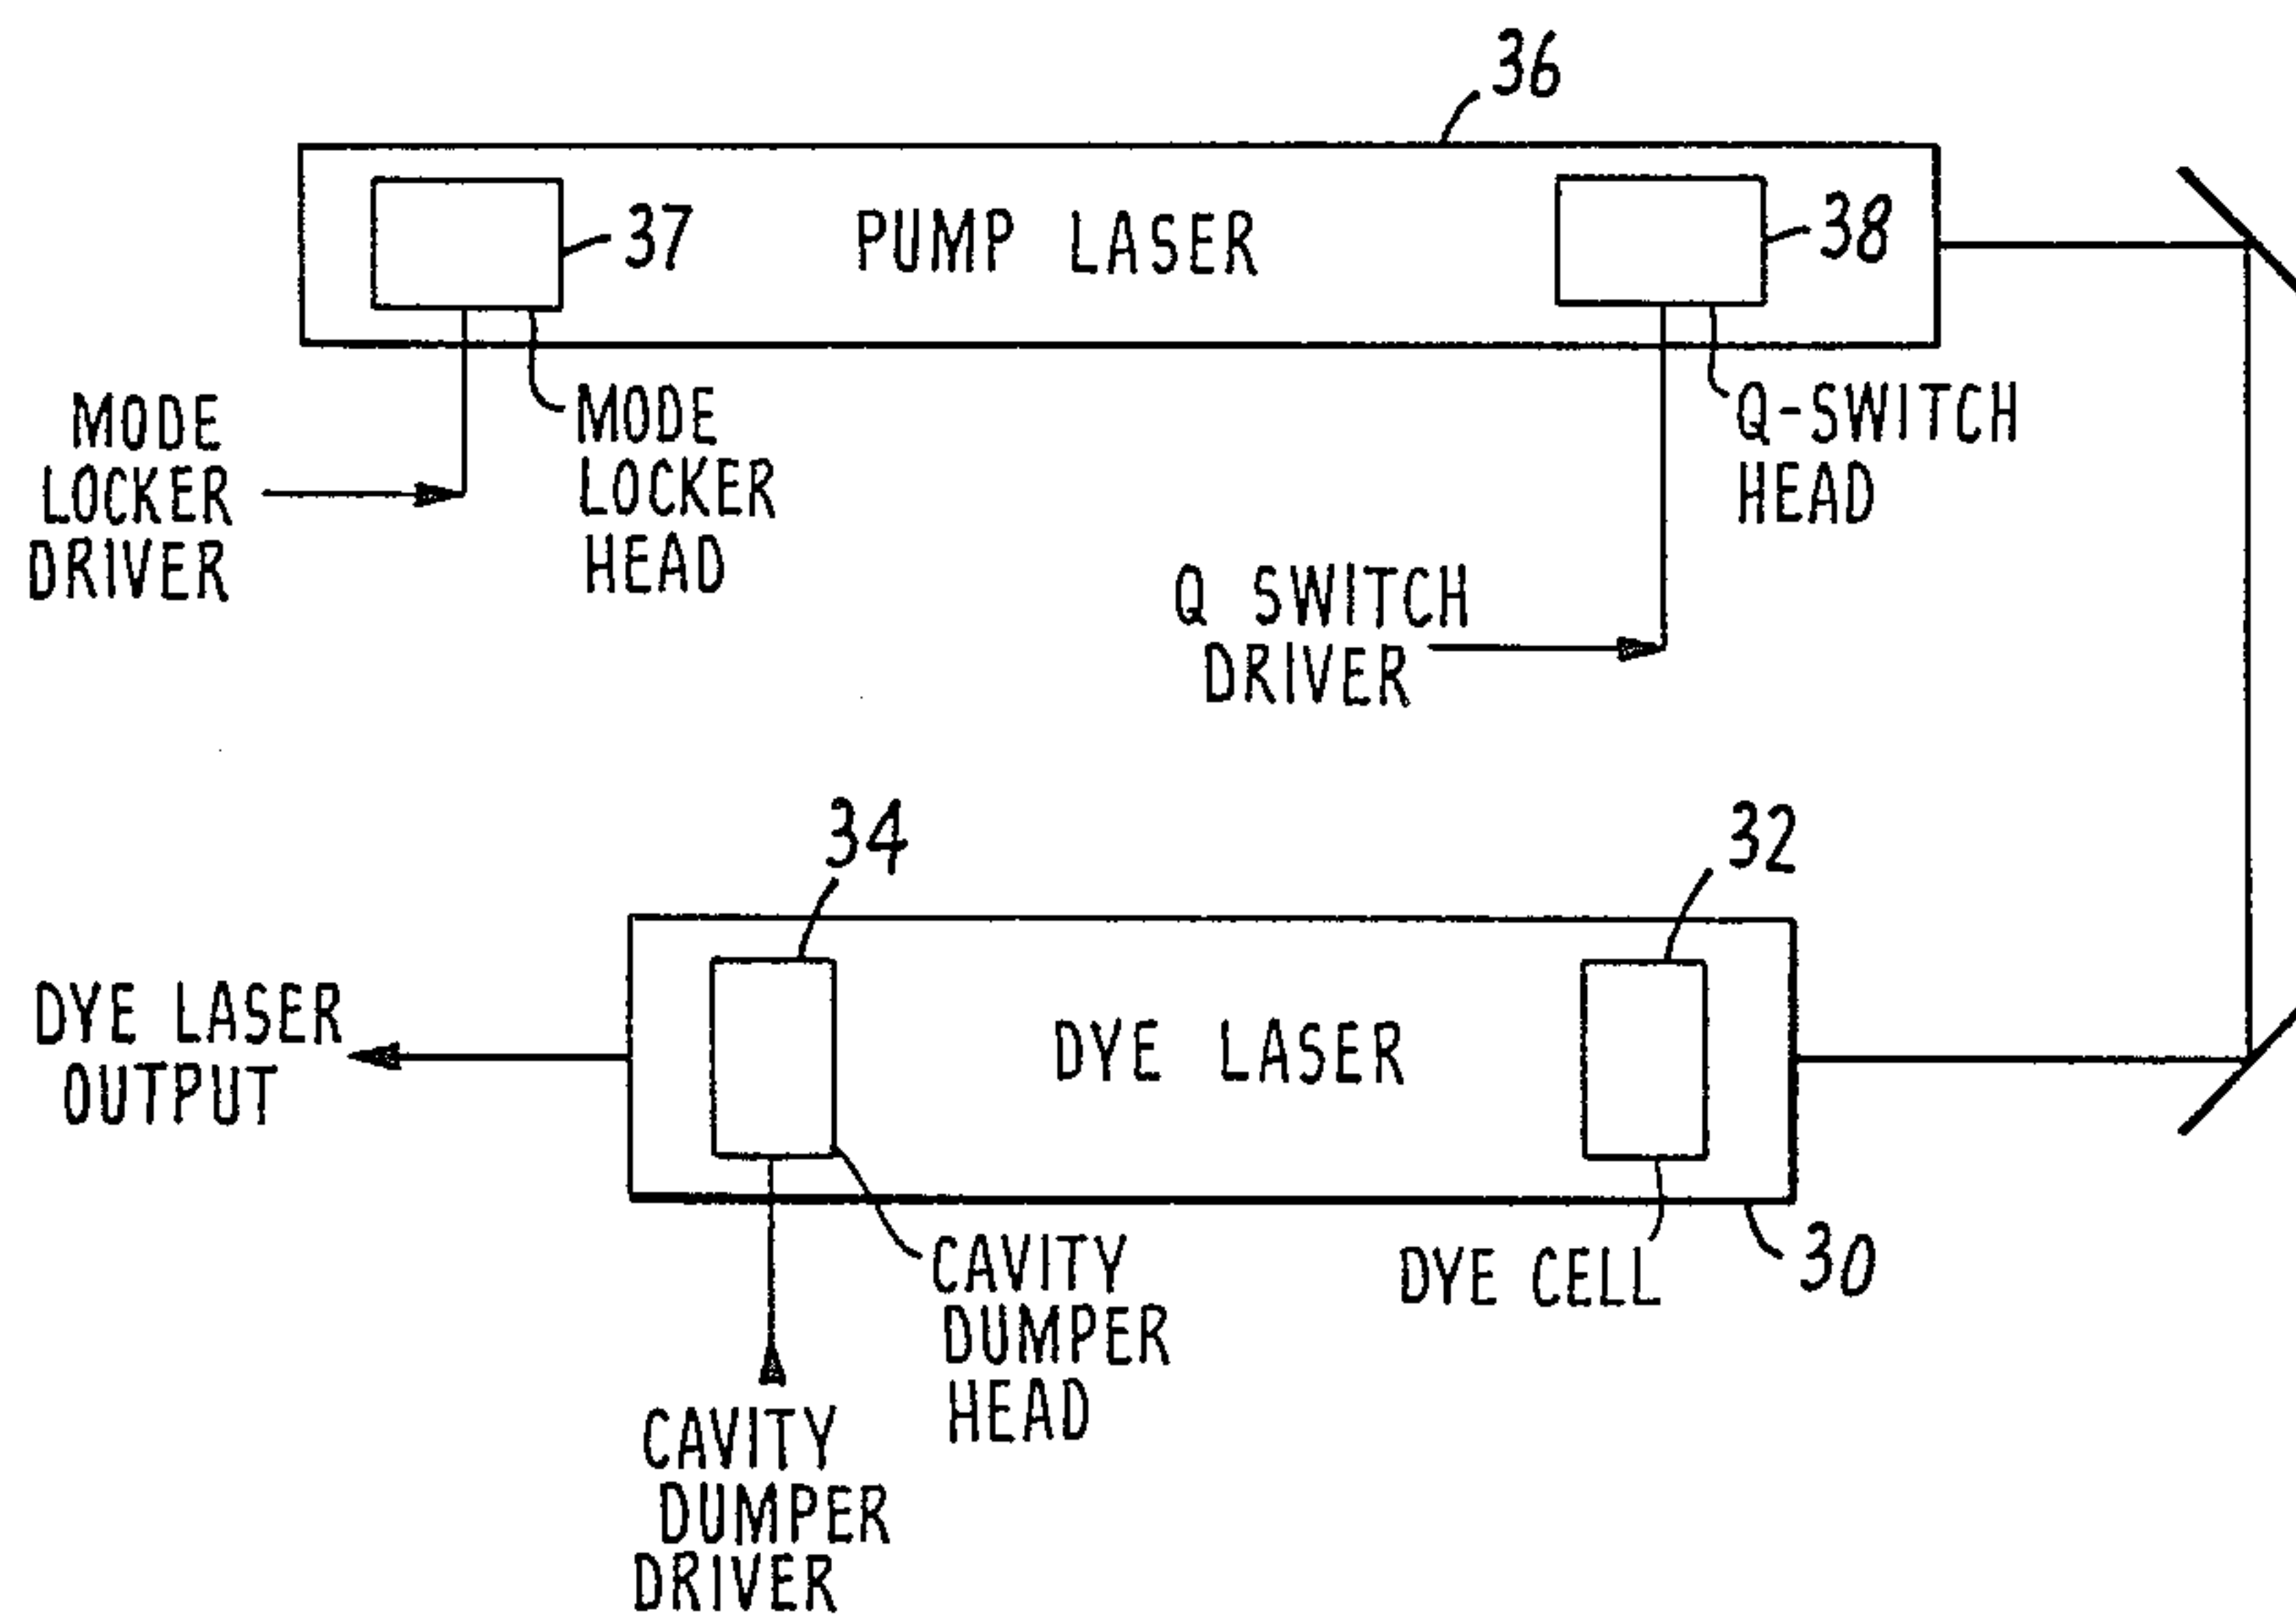 36
37
PUMP LASER
38
MODE
LOCKER
DRIVER
MODE
LOCKER
HEAD
Q-SWITCH
HEAD
Q SWITCH
DRIVER
34
32
DYE LASER
OUTPUT
DYE LASER
CAVITY
DUMPER
HEAD
DYE CELL
30
CAVITY
DUMPER
DRIVER